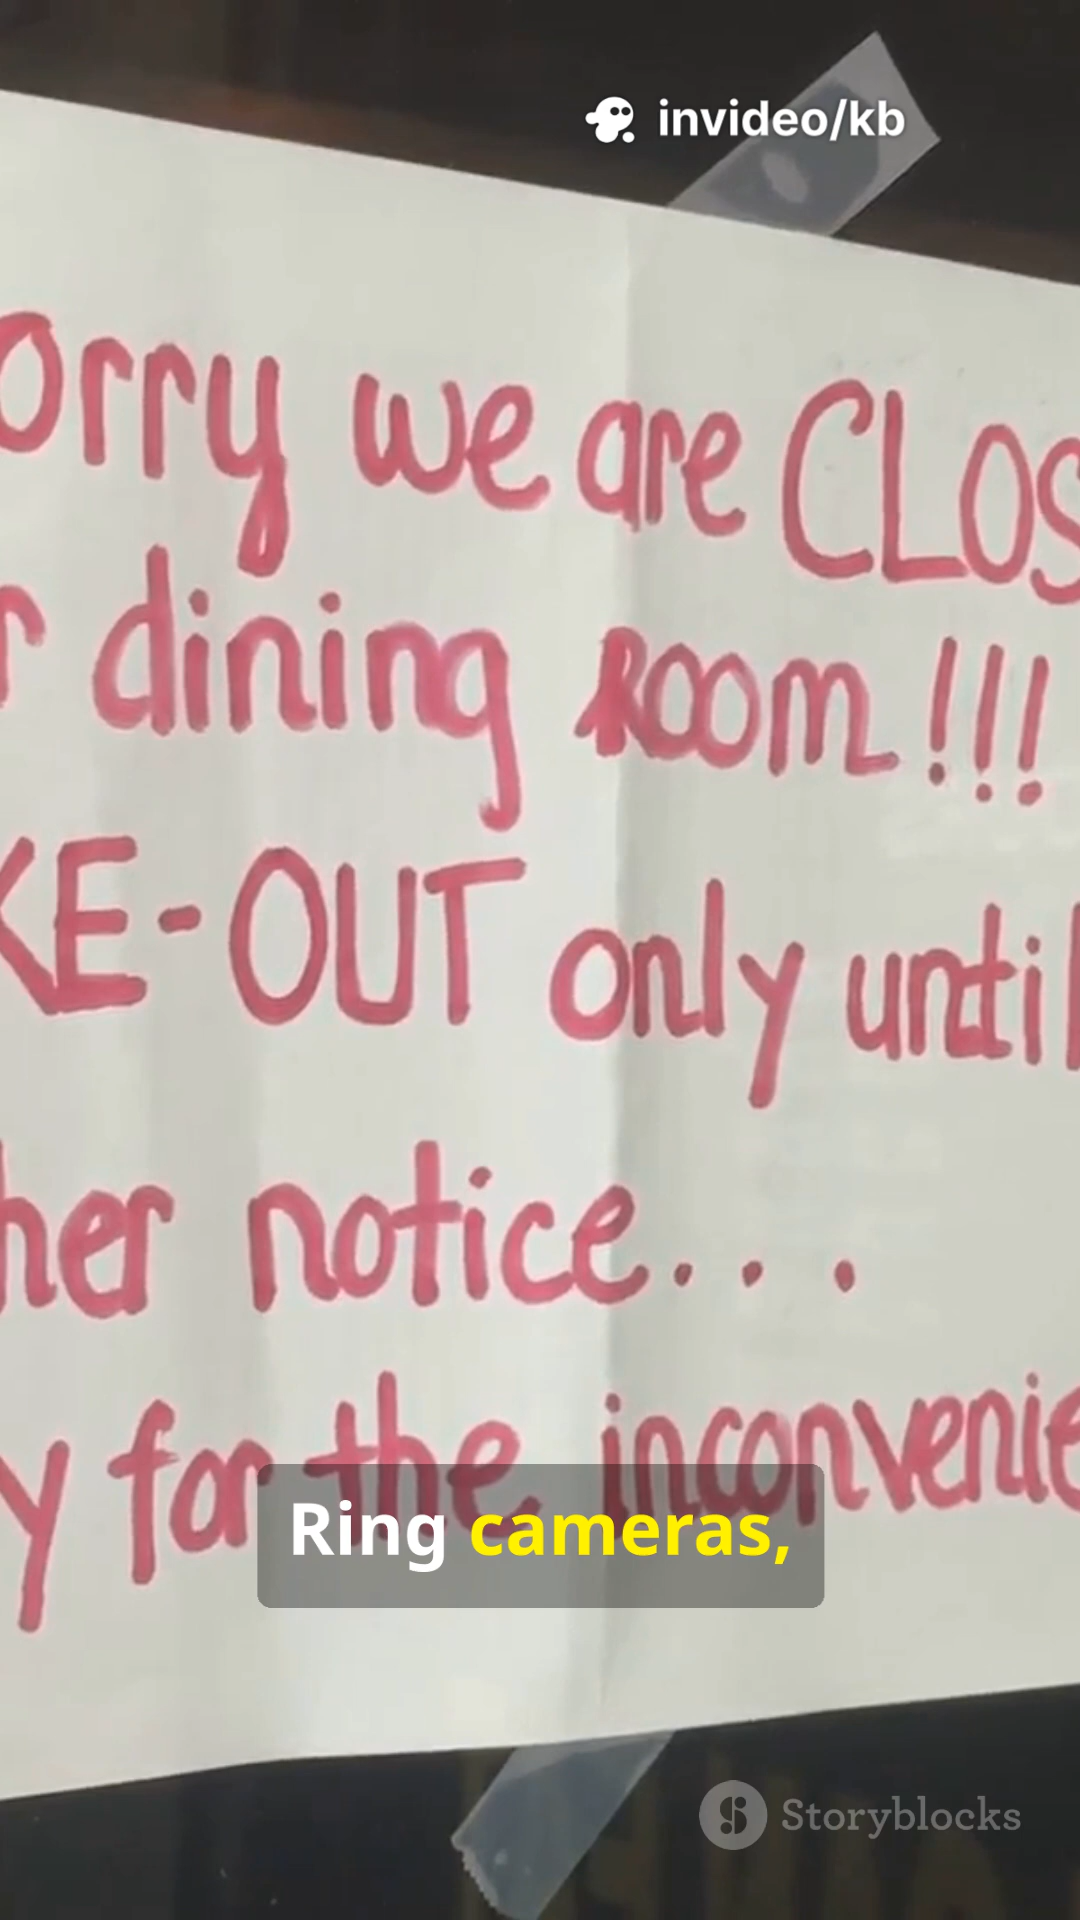 invideo/kb
orry we are CLOS
r dining ROOM!!!
KE-OUT only until
her notice...
y for the inconvenie
Ring cameras,
Storyblocks